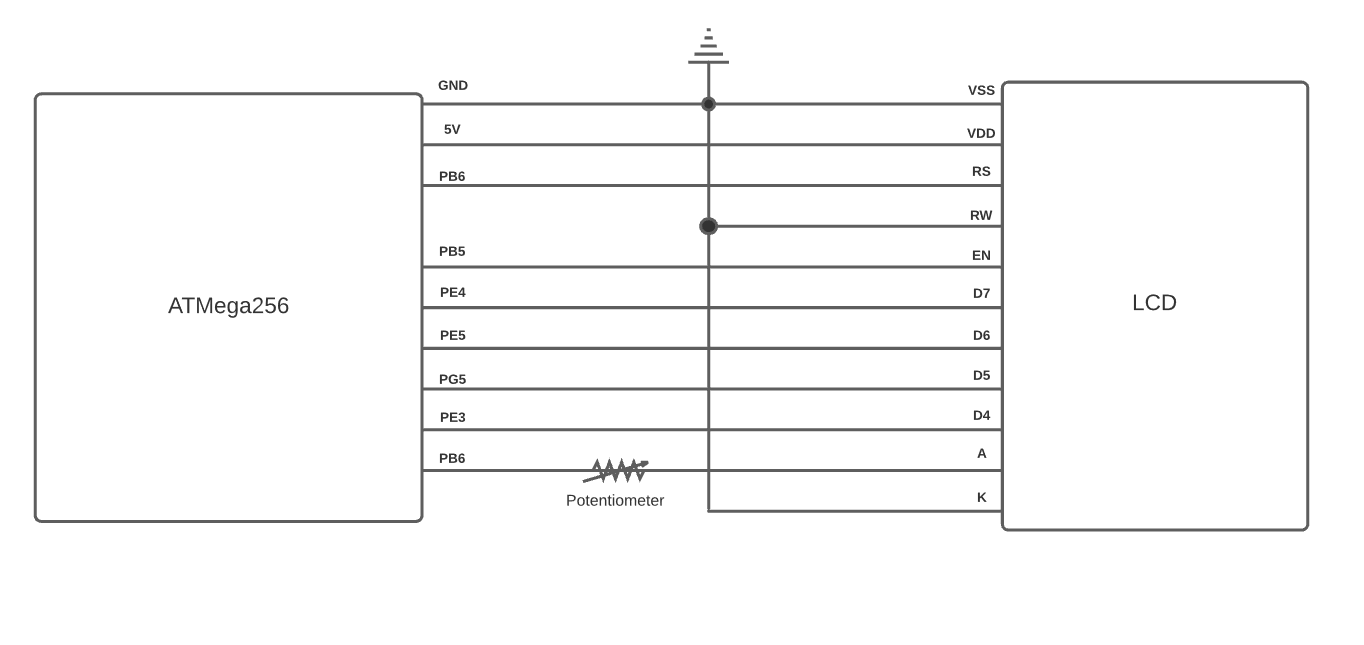 GND
VSS
5V
VDD
PB6
RS
RW
PB5
EN
PE4
D7
ATMega256
LCD
PE5
D6
PG5
D5
PE3
D4
PB6
A
Potentiometer
K